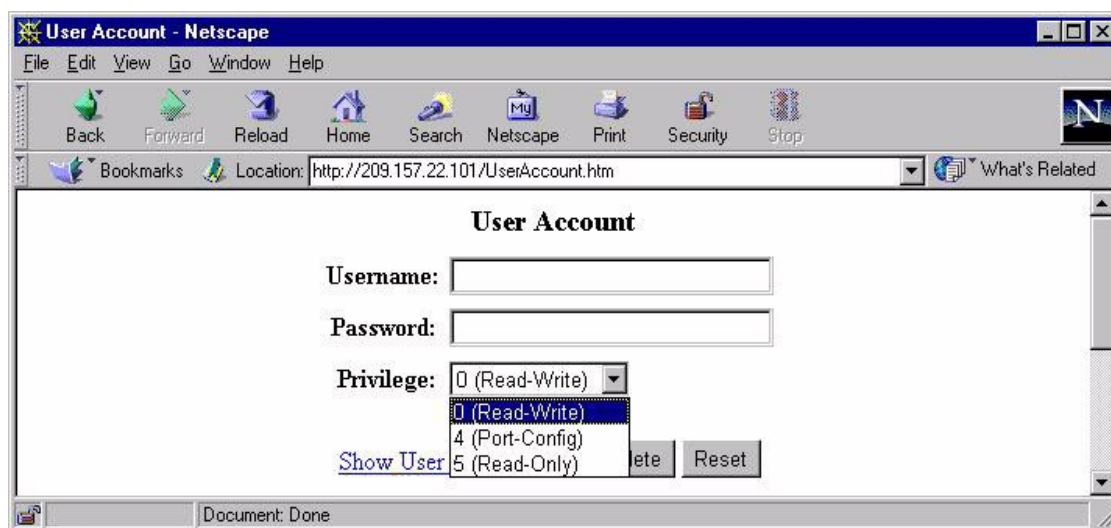 User Account - Netscape
File Edit View Go Window Help
Back Forward Reload Home Search My Netscape Print Security Stop N
Bookmarks Location: http://209.157.22.101/UserAccount.htm What's Related
User Account
Username:
Password:
Privilege: 0 (Read-Write)
0 (Read-Write)
4 (Port-Config)
Show User 5 (Read-Only) lete Reset
Document: Done